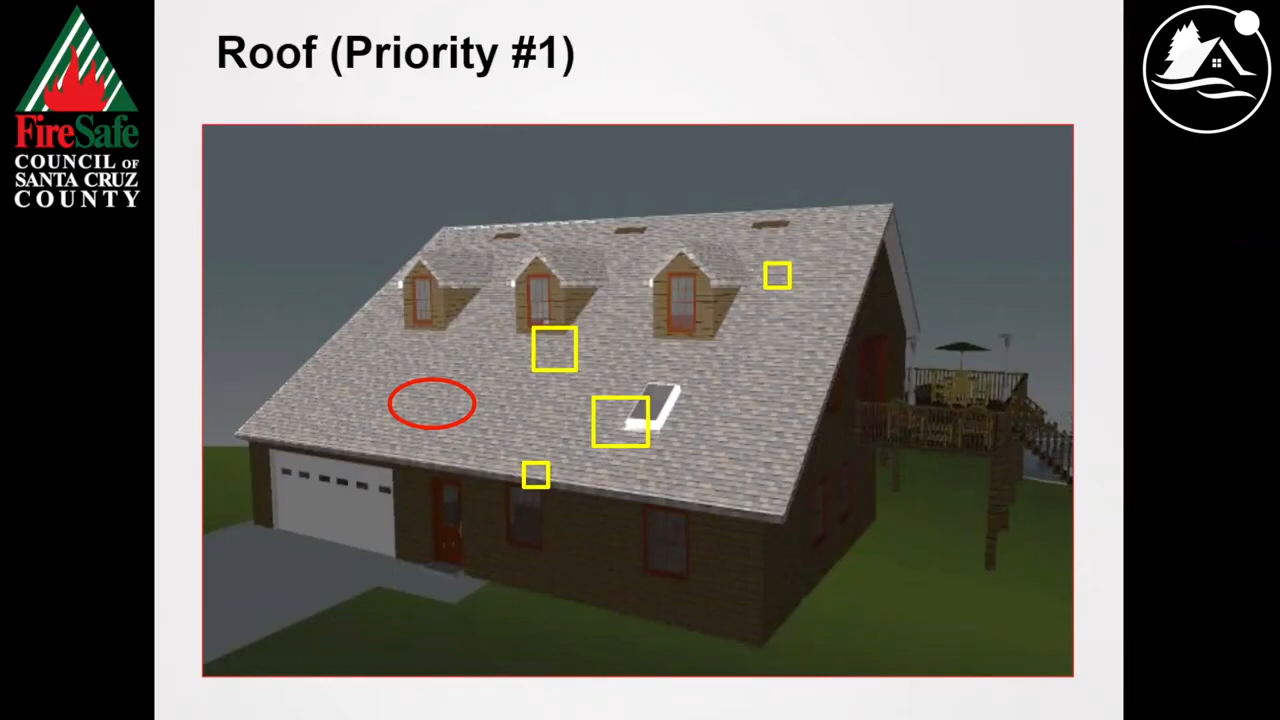 Roof (Priority #1)
FireSafe
COUNCIL OF
SANTA CRUZ
COUNTY